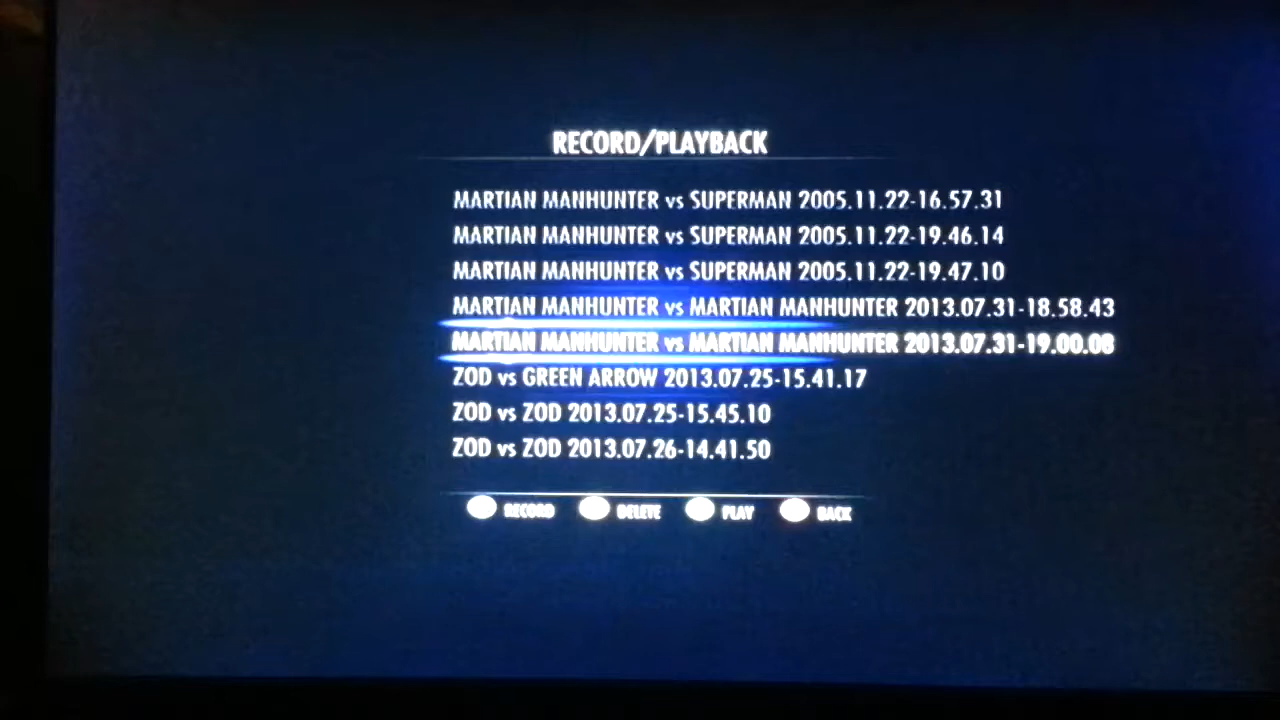 RECORD/PLAYBACK
MARTIAN MANHUNTER vs SUPERMAN 2005.11.22-16.57.31
MARTIAN MANHUNTER vs SUPERMAN 2005.11.22-19.46.14
MARTIAN MANHUNTER vs SUPERMAN 2005.11.22-19.47.10
MARTIAN MANHUNTER vs MARTIAN MANHUNTER 2013.07.31-18.58.43
MARTIAN MANHUNTER vs MARTIAN MANHUNTER 2013.07.31-19.00.08
ZOD vs GREEN ARROW 2013.07.25-15.41.17
ZOD vs ZOD 2013.07.25-15.45.10
ZOD vs ZOD 2013.07.26-14.41.50
RECORD DELETE PLAY BACK